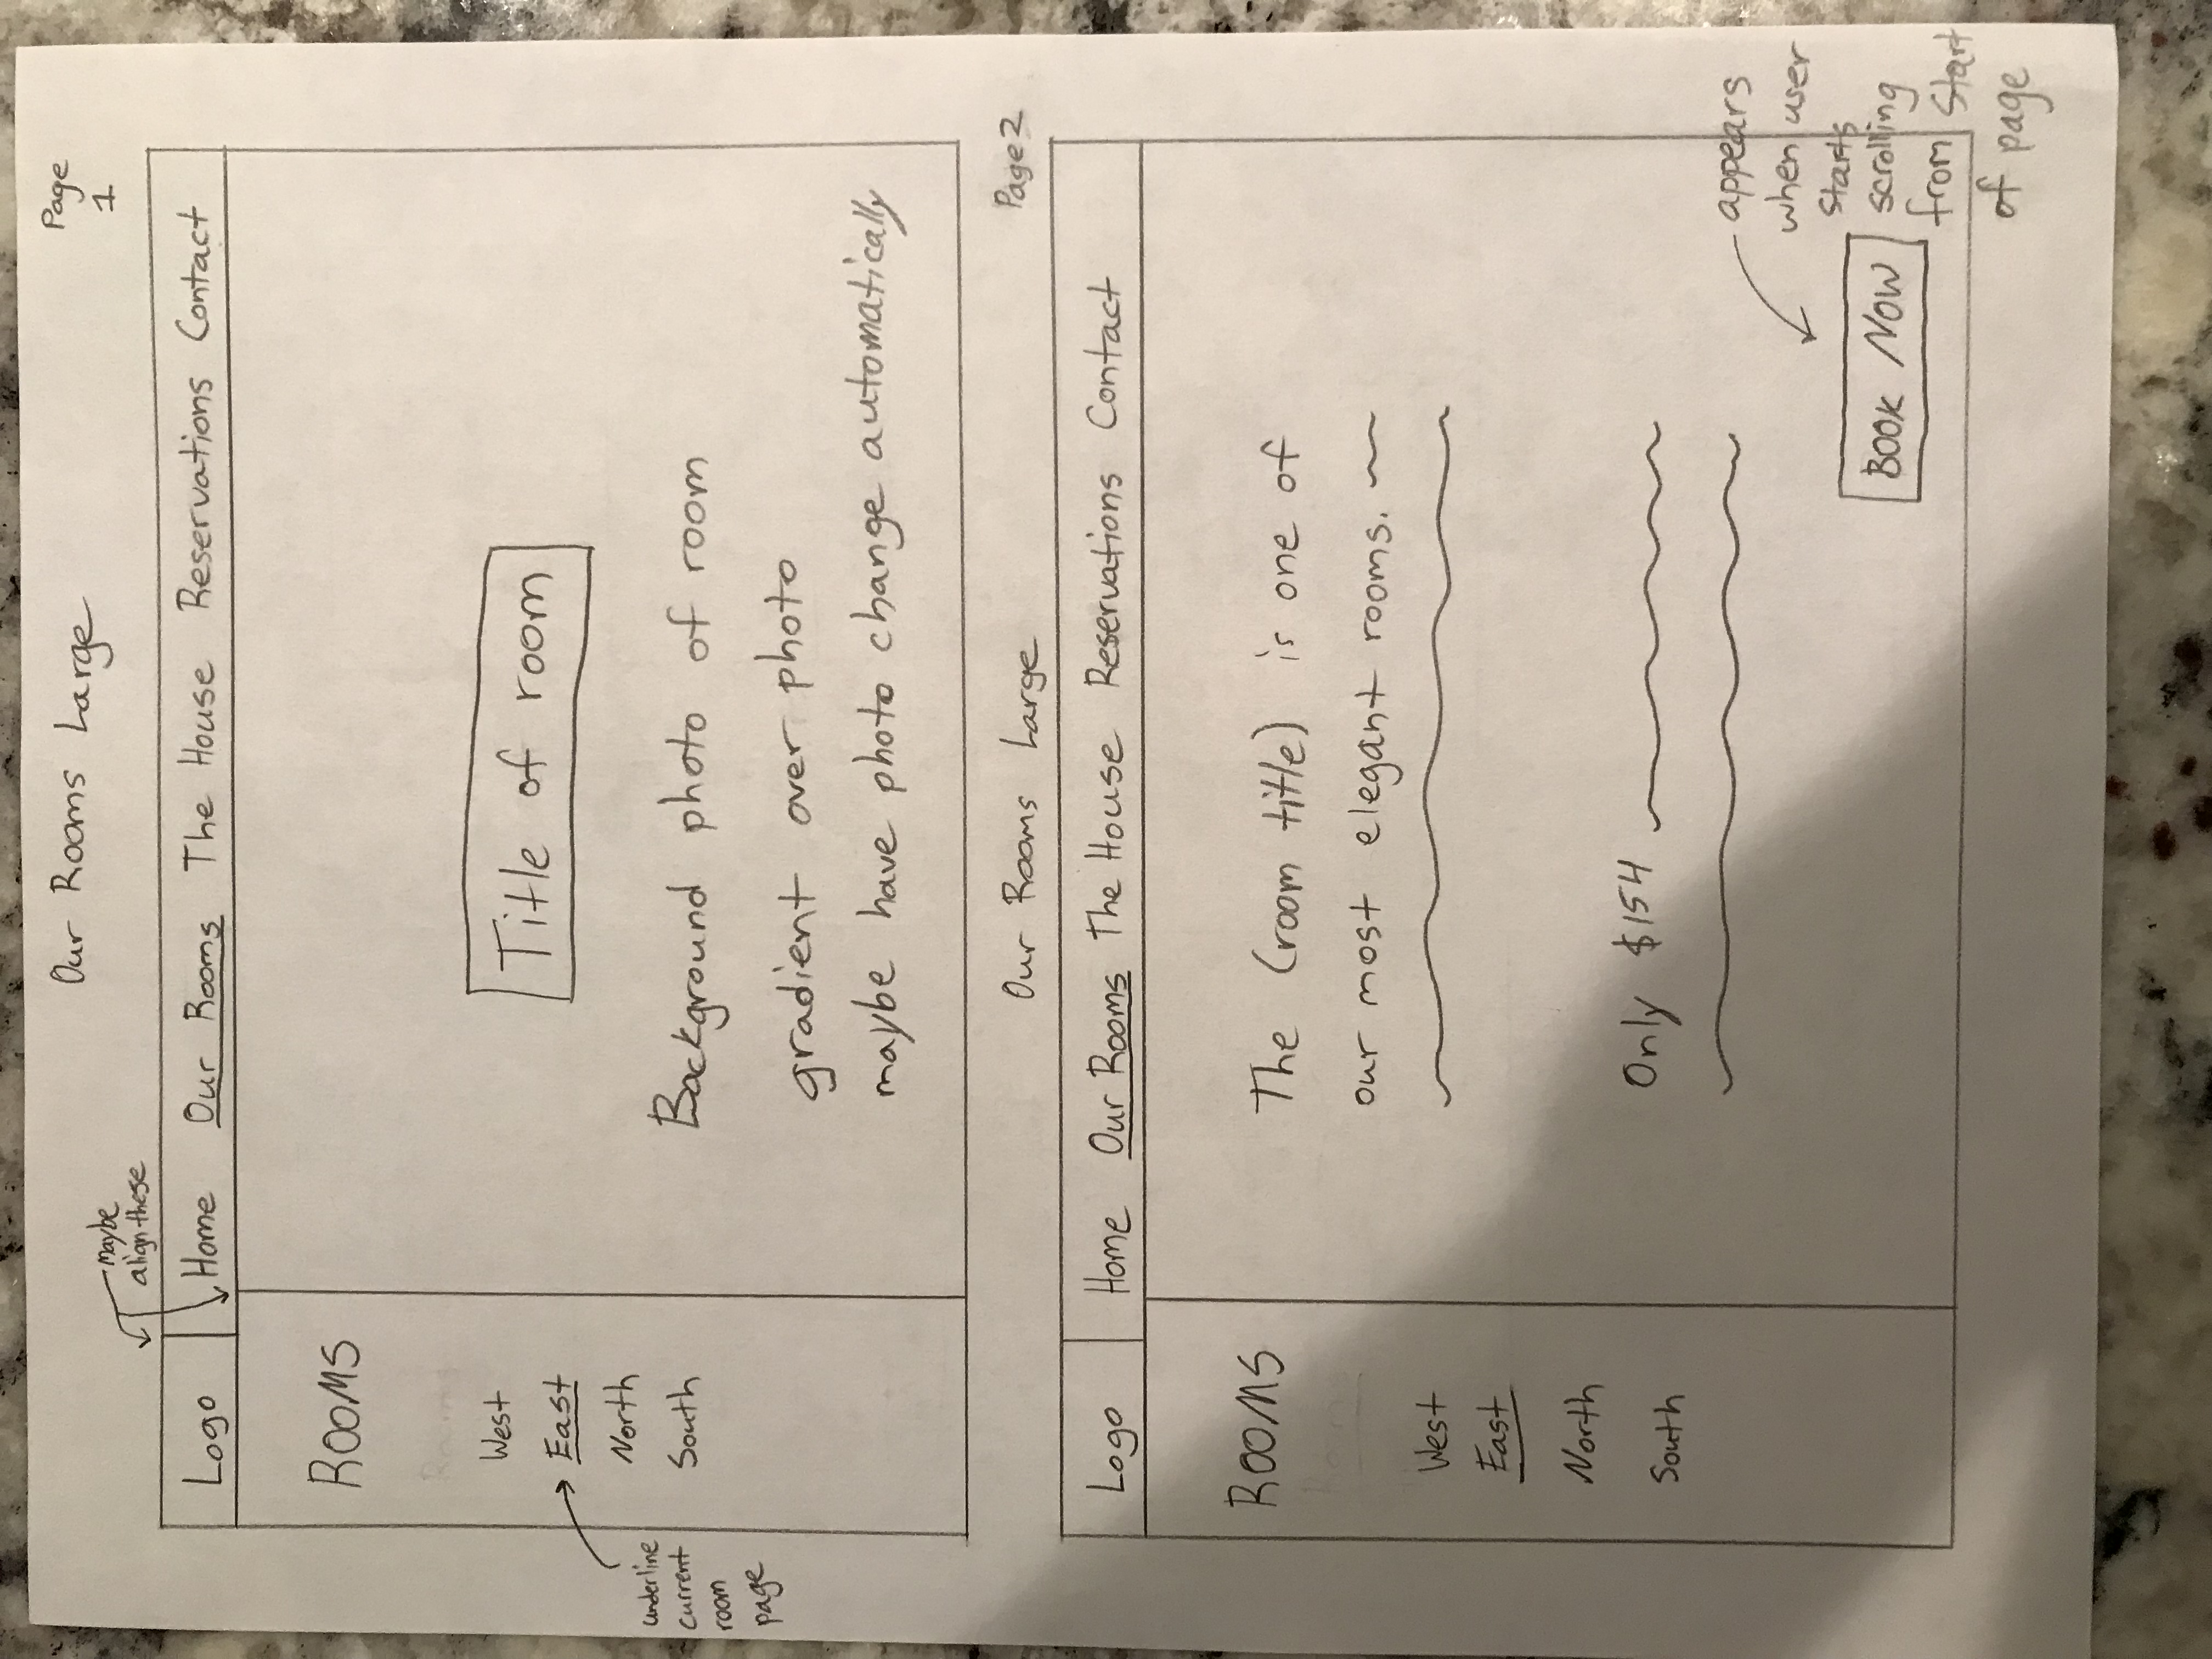 Our Rooms Large
Page
1
maybe
align these
Logo
Home Our Rooms The House Reservations Contact
ROOMS
Rooms
West
East
North
South
underline
current
room
page
Title of room
Background photo of room
gradient over photo
maybe have photo change automatically
Our Rooms Large
Page 2
Logo
Home Our Rooms The House Reservations Contact
ROOMS
Rooms
West
East
North
South
The (room title) is one of
our most elegant rooms.
Only $154
appears
when user
starts
scrolling
from start
of page
BOOK NOW